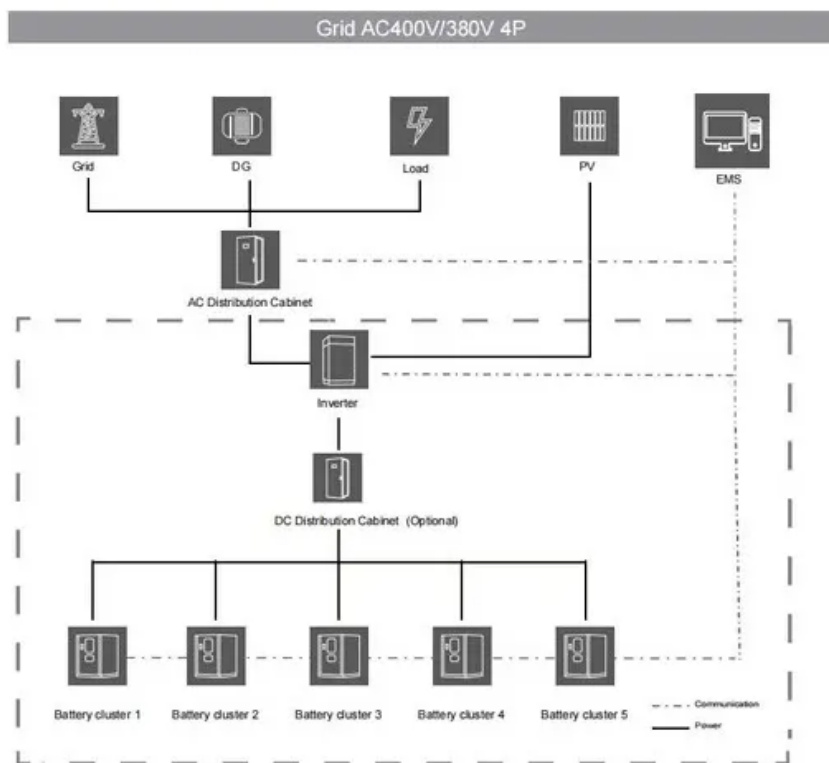 Grid AC400V/380V 4P
Grid
DG
Load
PV
EMS
AC Distribution Cabinet
Inverter
DC Distribution Cabinet (Optional)
Battery cluster 1
Battery cluster 2
Battery cluster 3
Battery cluster 4
Battery cluster 5
Communication
Power